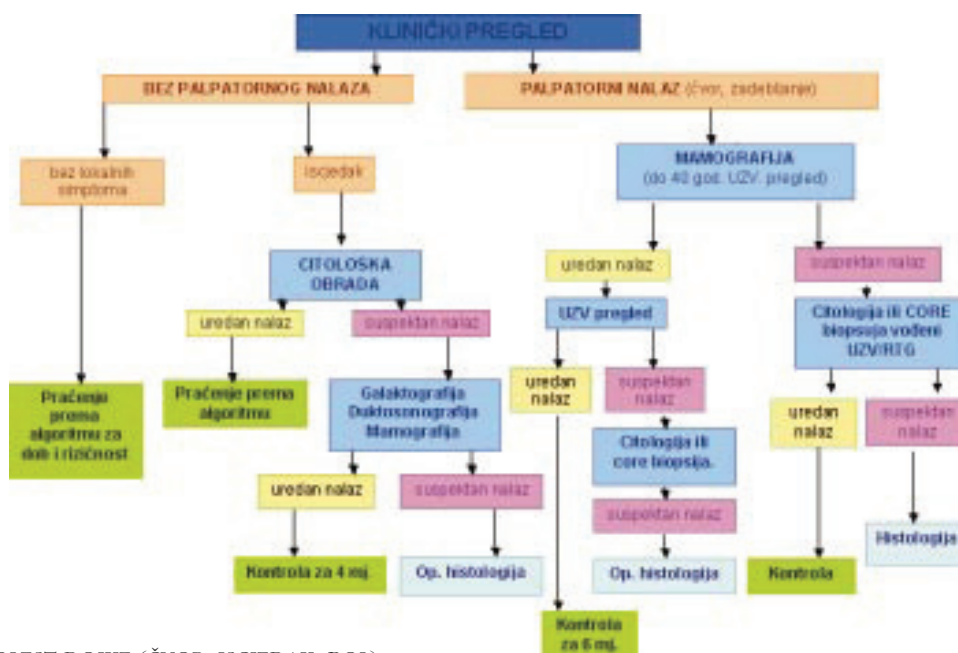 KLINIČKI PREGLED
BEZ PALPATORNOG NALAZA
PALPATORNI NALAZ (čvor, zadebljanje)
bez lokalnih
simptoma
iscjedak
MAMOGRAFIJA
(do 40 god. UZV. pregled)
CITOLOŠKA
OBRADA
uredan nalaz
suspektan nalaz
uredan nalaz
suspektan nalaz
UZV pregled
Citologija ili CORE
biopsuja vođeni
UZV/RTG
Praćenje
prema
algoritmu za
dob i rizičnost
Praćenje prema
algoritmu
Galaktografija
Duktosonografija
Mamografija
uredan
nalaz
suspektan
nalaz
uredan
nalaz
suspektan
nalaz
Citologija ili
core biopsija.
uredan nalaz
suspektan nalaz
suspektan nalaz
Histologija
Kontrola za 4 mj.
Op. histologija
Op. histologija
Kontrola
Kontrola
za 6 mj.